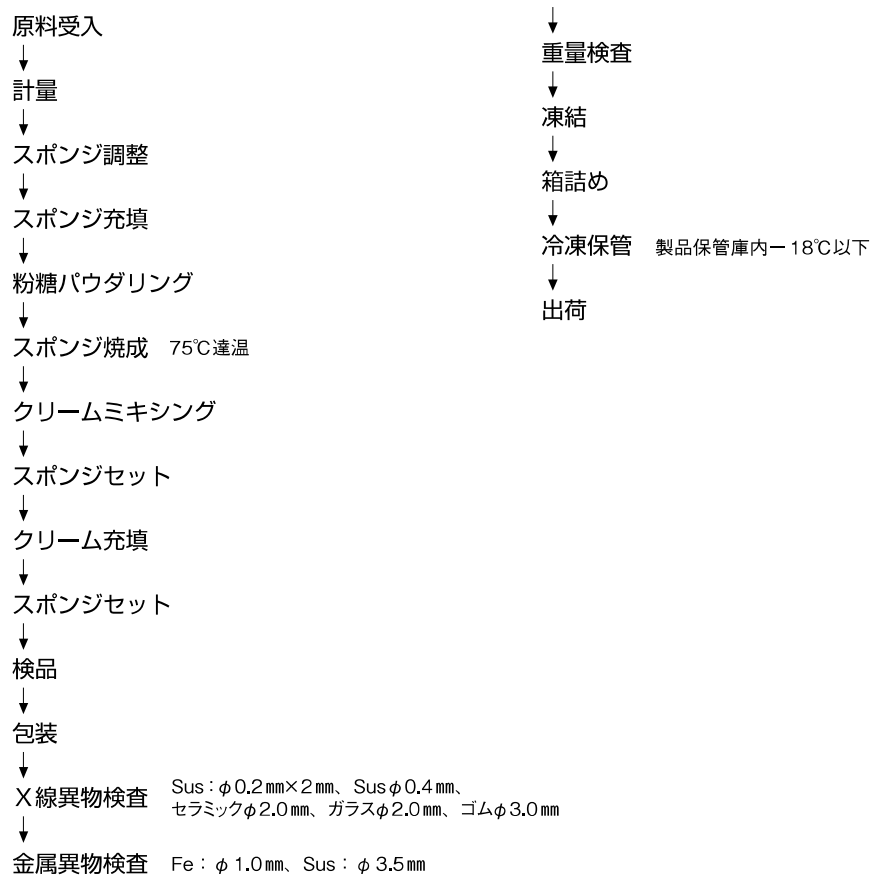 原料受入
↓
計量
↓
スポンジ調整
↓
スポンジ充填
↓
粉糖パウダリング
↓
スポンジ焼成 75℃達温
↓
クリームミキシング
↓
スポンジセット
↓
クリーム充填
↓
スポンジセット
↓
検品
↓
包装
↓
X線異物検査 Sus：φ0.2㎜×2㎜、Susφ0.4㎜、
セラミックφ2.0㎜、ガラスφ2.0㎜、ゴムφ3.0㎜
↓
金属異物検査 Fe：φ1.0㎜、Sus：φ3.5㎜
↓
重量検査
↓
凍結
↓
箱詰め
↓
冷凍保管 製品保管庫内－18℃以下
↓
出荷